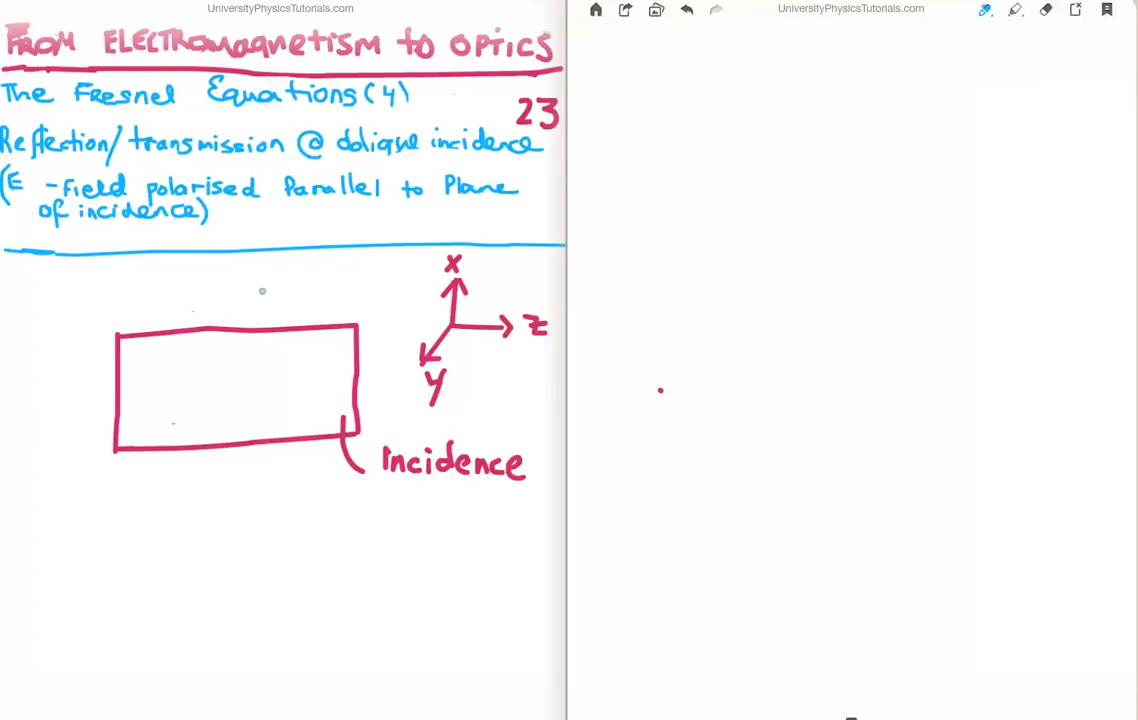 UniversityPhysicsTutorials.com
UniversityPhysicsTutorials.com
FROM ELECTROMAGNETISM to OPTICS
The Fresnel Equations (4)
23
Reflection/transmission @ oblique incidence
(E -field polarised Parallel to Plane
of incidence)
x
z
y
Incidence